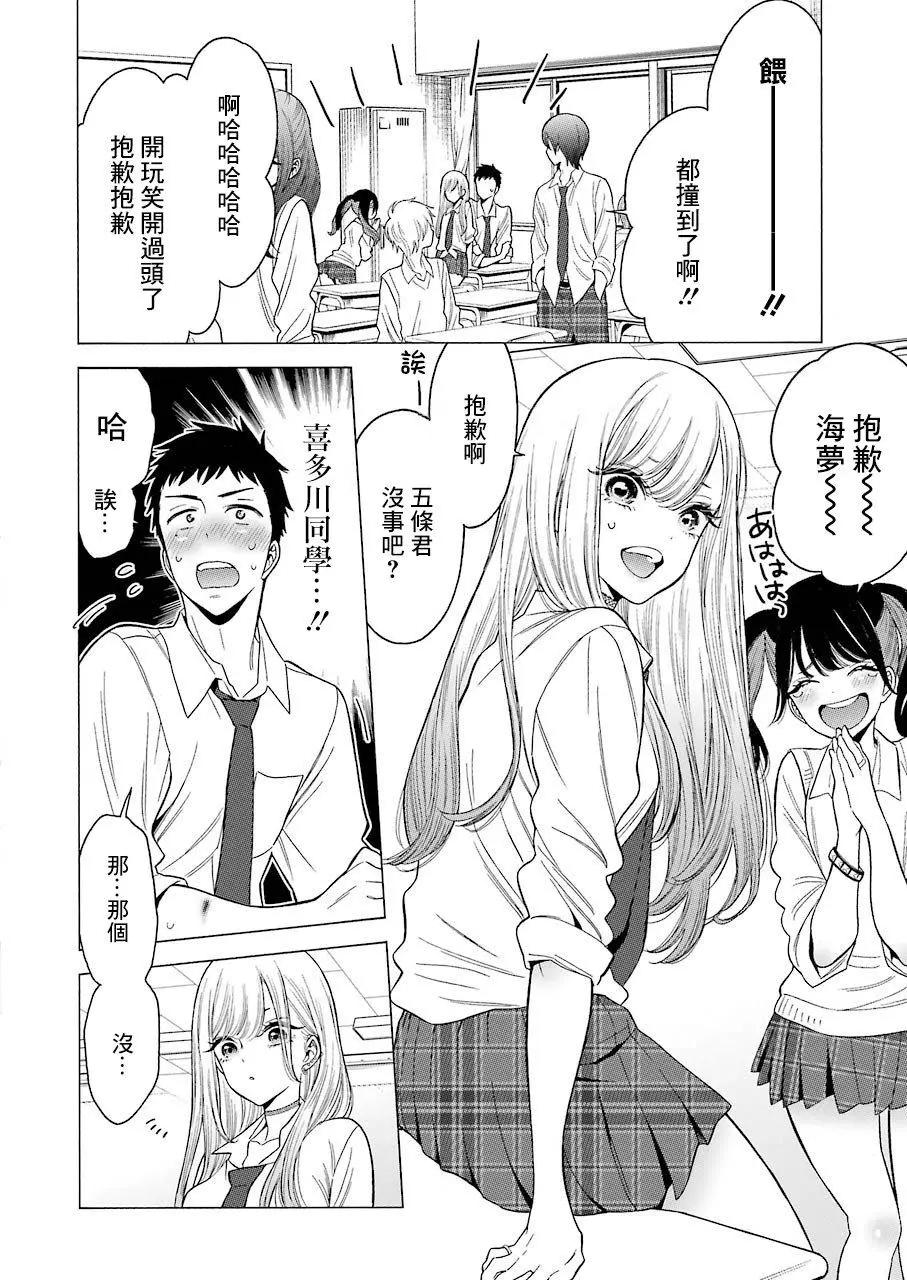 餵———!!
都撞到了啊!!
啊哈哈哈哈哈
開玩笑開過頭了
抱歉抱歉
抱歉~~~
海夢~~~
あはははっ
誒—
抱歉啊
五條君
沒事吧?
喜多川同學…!!
哈
誒…
那…那個
沒…